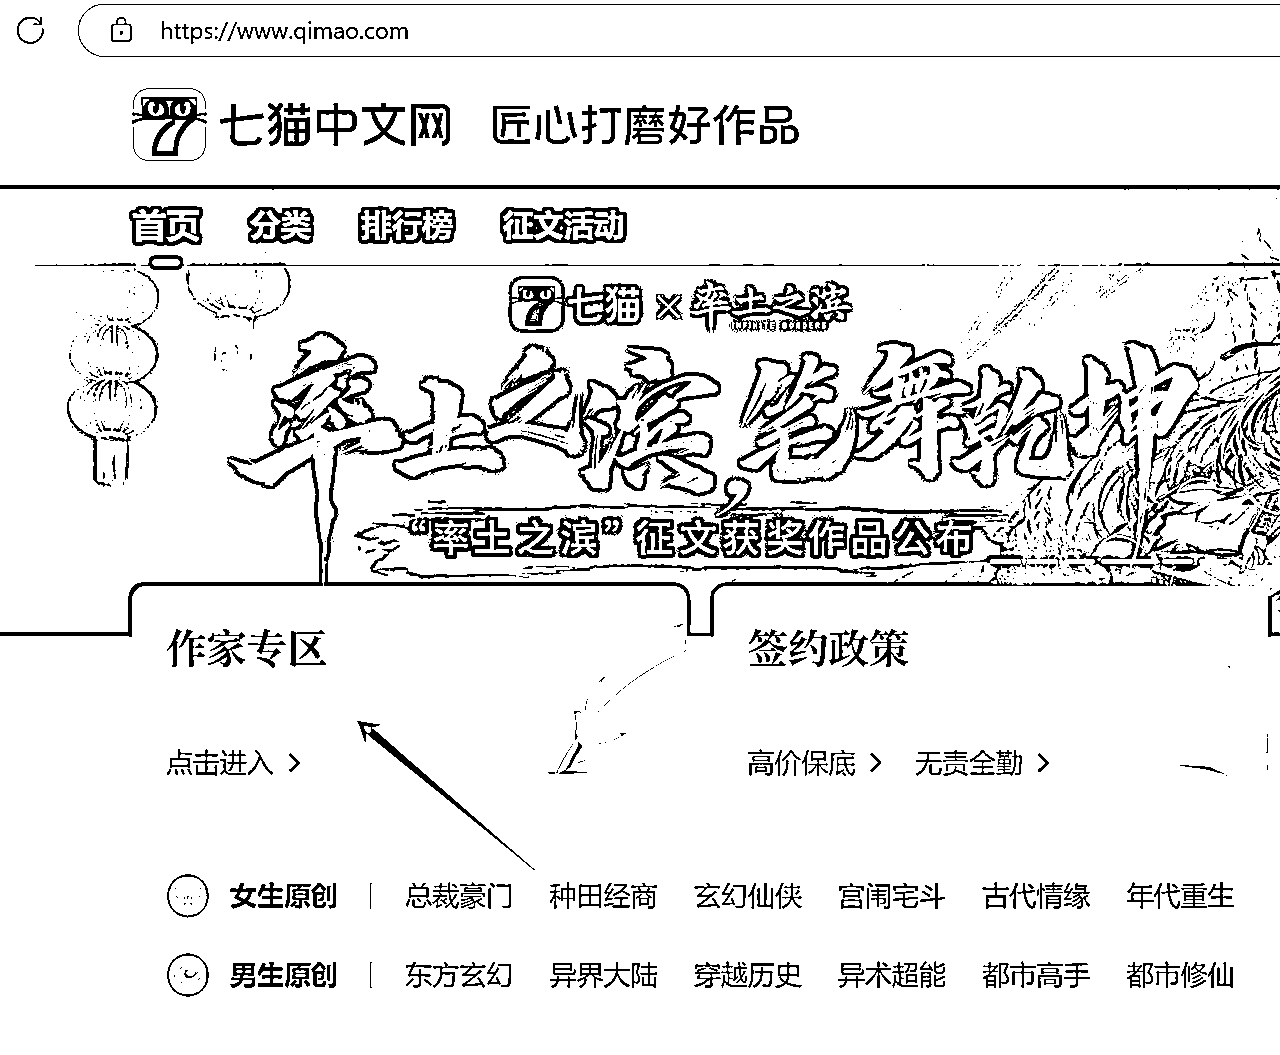 https://www.qimao.com
七猫中文网 匠心打磨好作品
首页 分类 排行榜 征文活动
七猫 × 率土之滨
率土之滨，笔舞乾坤
“率土之滨” 征文获奖作品公布
作家专区 签约政策
点击进入 > 高价保底 > 无责全勤 >
女生原创 | 总裁豪门 种田经商 玄幻仙侠 宫闱宅斗 古代情缘 年代重生
男生原创 | 东方玄幻 异界大陆 穿越历史 异术超能 都市高手 都市修仙